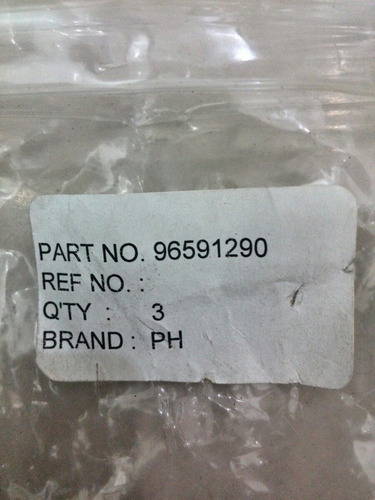 PART NO. 96591290
REF NO. :
Q'TY : 3
BRAND : PH